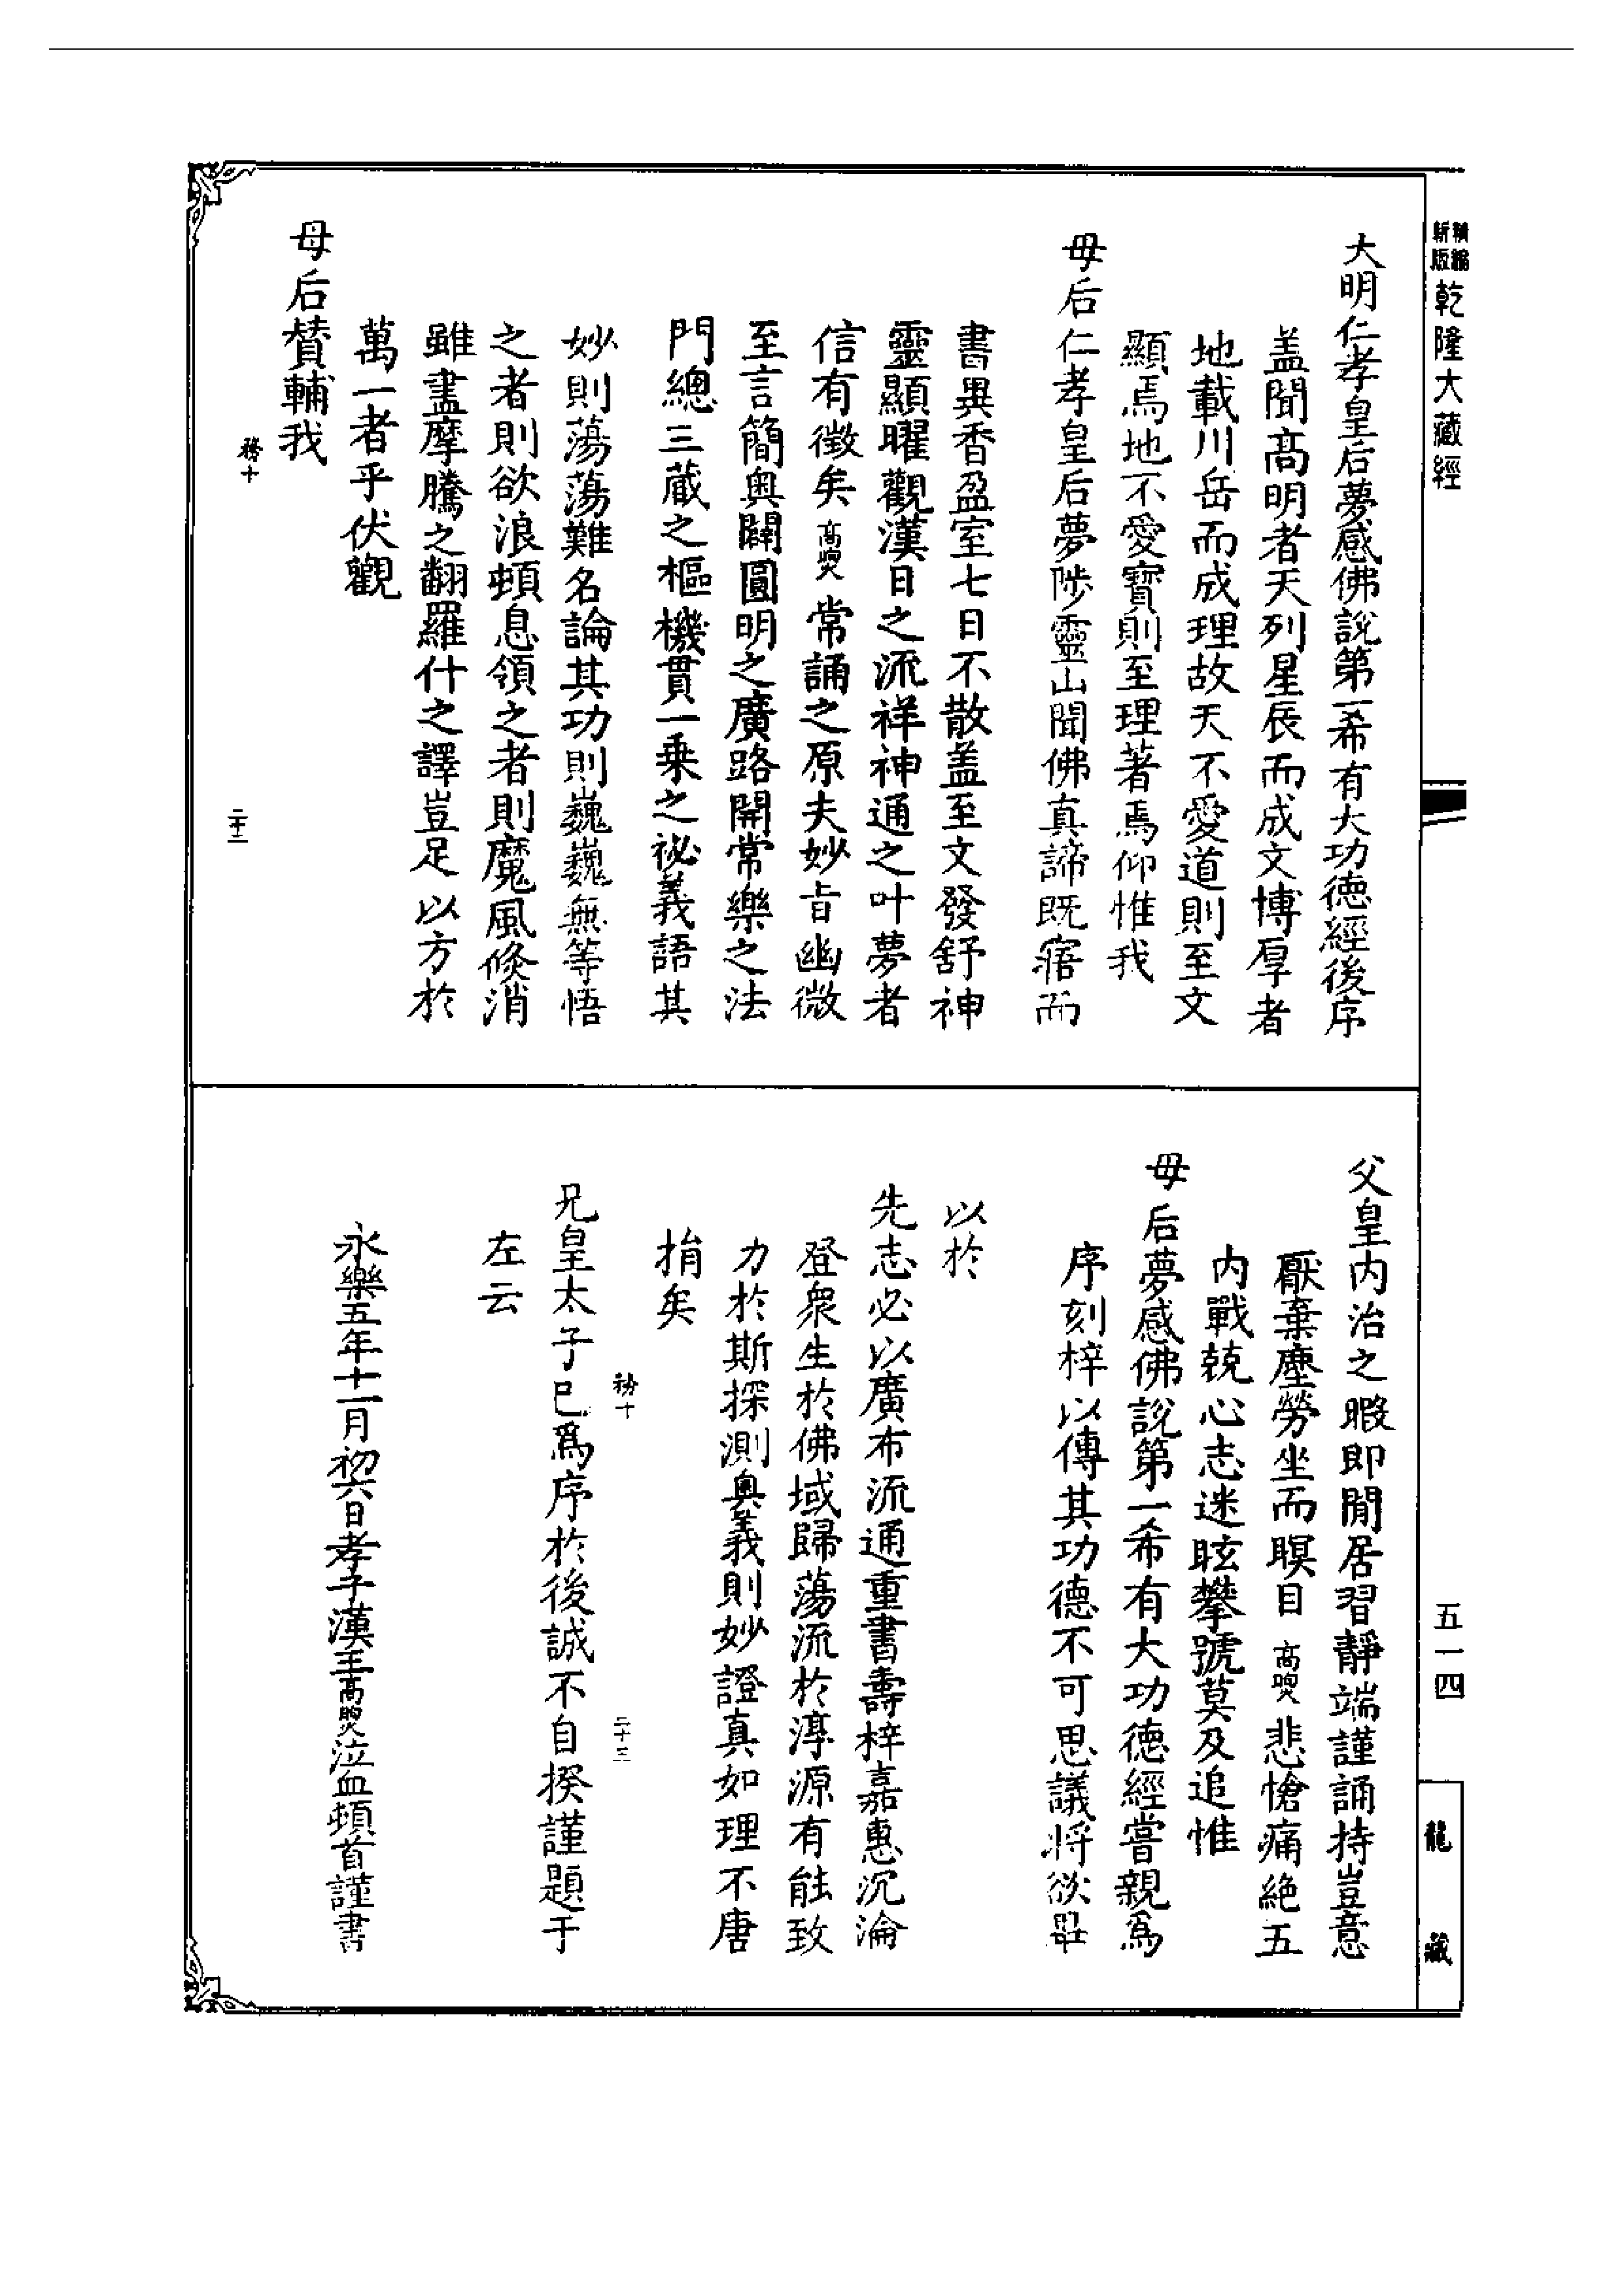 新編
新版
乾隆大藏經
大明仁孝皇后夢感佛說第一希有大功德經後序
盖聞高明者天列星辰而成文博厚者
地載川岳而成理故天不愛道則至文
顯焉地不愛寳則至理著焉仰惟我
母后仁孝皇后夢陟靈山聞佛真諦既寤而
書異香盈室七日不散盖至文發舒神
靈顯曜觀漢日之流祥神通之叶夢者
信有徵矣高煦常誦之原夫妙旨幽微
至言簡奥闢圓明之廣路開常樂之法
門總三藏之樞機貫一乗之祕義語其
妙則蕩蕩難名論其功則巍巍無等悟
之者則欲浪頓息領之者則魔風倏消
雖盡摩騰之翻羅什之譯豈足以方於
萬一者乎伏觀
母后賛輔我
務十
二十二
父皇内治之暇即閒居習靜端謹誦持豈意
厭棄塵勞坐而瞑目高煦悲愴痛絶五
内戰兢心志迷眩攀號莫及追惟
母后夢感佛說第一希有大功德經嘗親爲
序刻梓以傳其功德不可思議将欲畀
以於
先志必以廣布流通重書壽梓嘉惠沉淪
登衆生於佛域歸蕩流於淳源有能致
力於斯探測奥義則妙證真如理不唐
捐矣
務十
二十三
兄皇太子已爲序於後誠不自揆謹題于
左云
永樂五年十一月初六日孝子漢王高煦泣血頓首謹書
五一四
龍藏